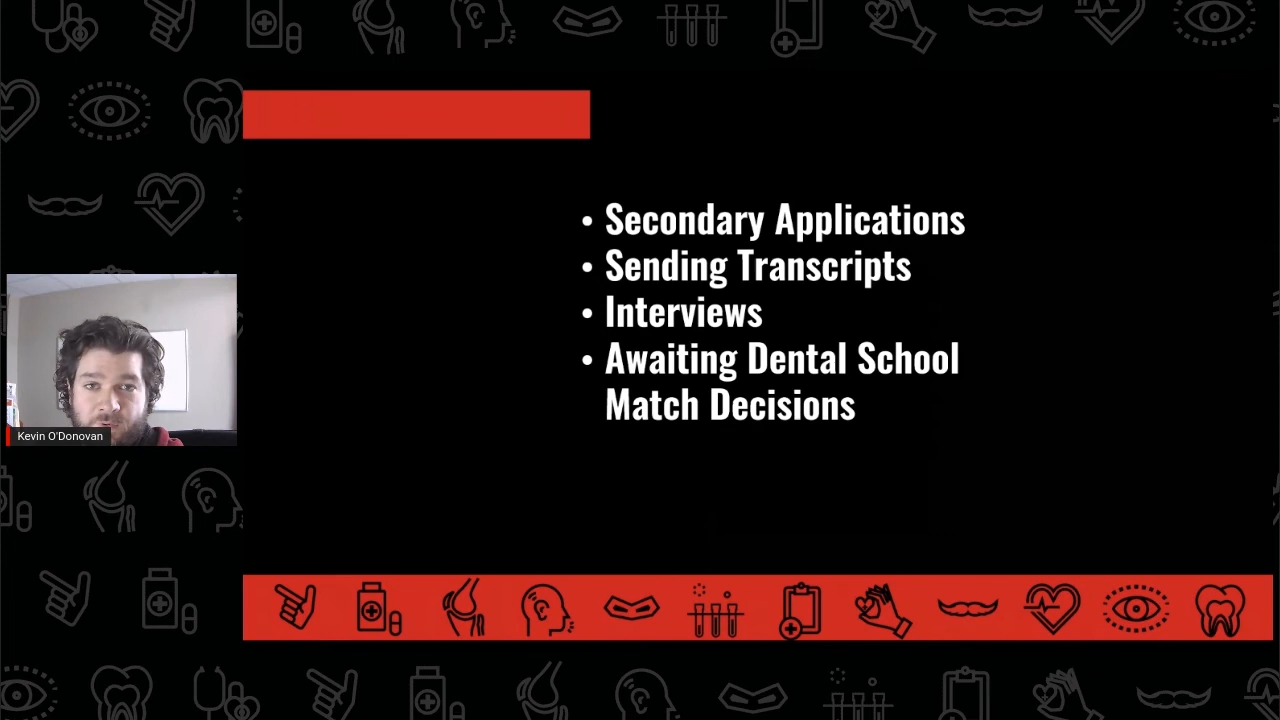 • Secondary Applications
• Sending Transcripts
• Interviews
• Awaiting Dental School
Match Decisions
Kevin O'Donovan